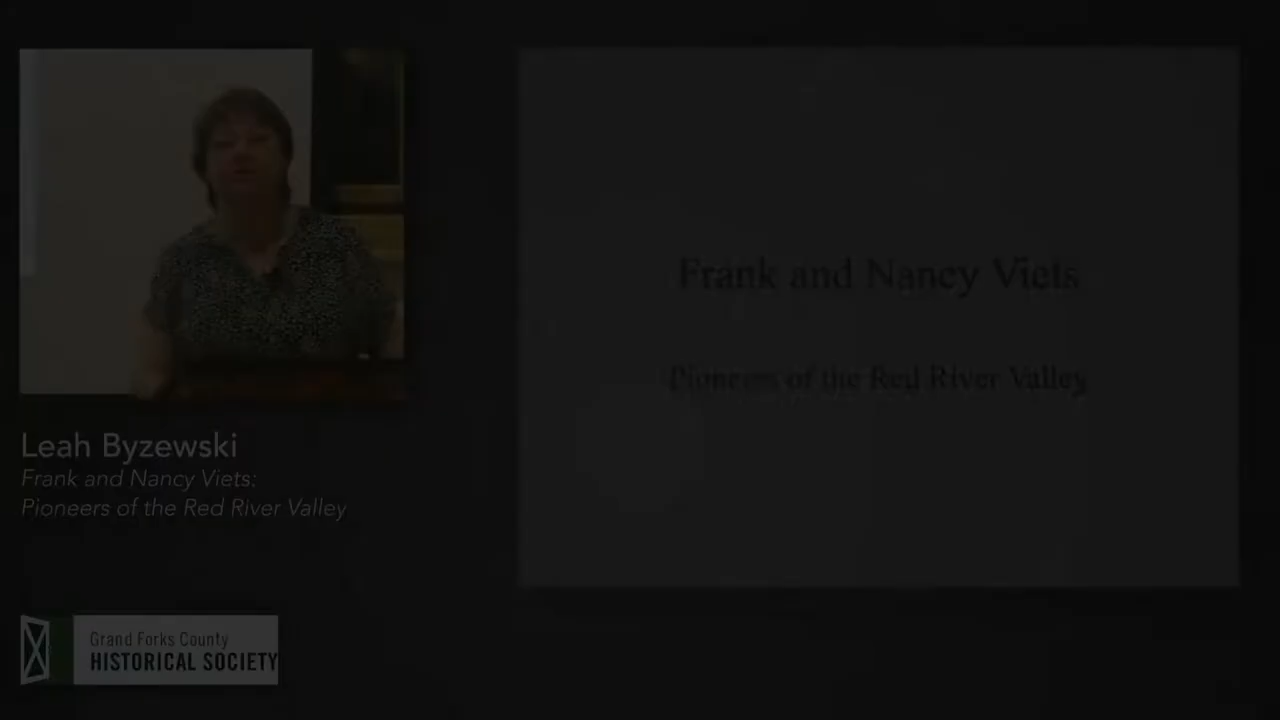 Frank and Nancy Viets
Pioneers of the Red River Valley
Leah Byzewski
Frank and Nancy Viets:
Pioneers of the Red River Valley
Grand Forks County
HISTORICAL SOCIETY